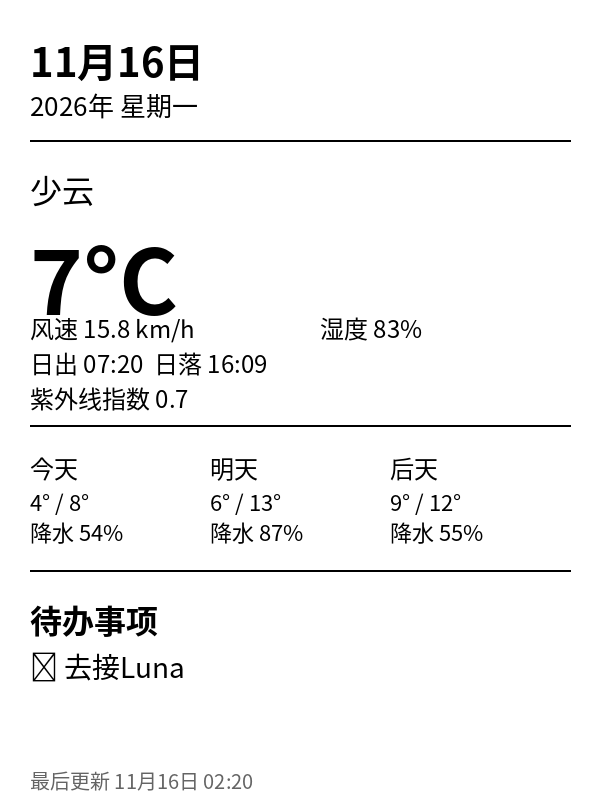 11月16日
2026年 星期一
少云
7°C
风速 15.8 km/h 湿度 83%
日出 07:20 日落 16:09
紫外线指数 0.7
今天 明天 后天
4° / 8° 6° / 13° 9° / 12°
降水 54% 降水 87% 降水 55%
待办事项
去接Luna
最后更新 11月16日 02:20